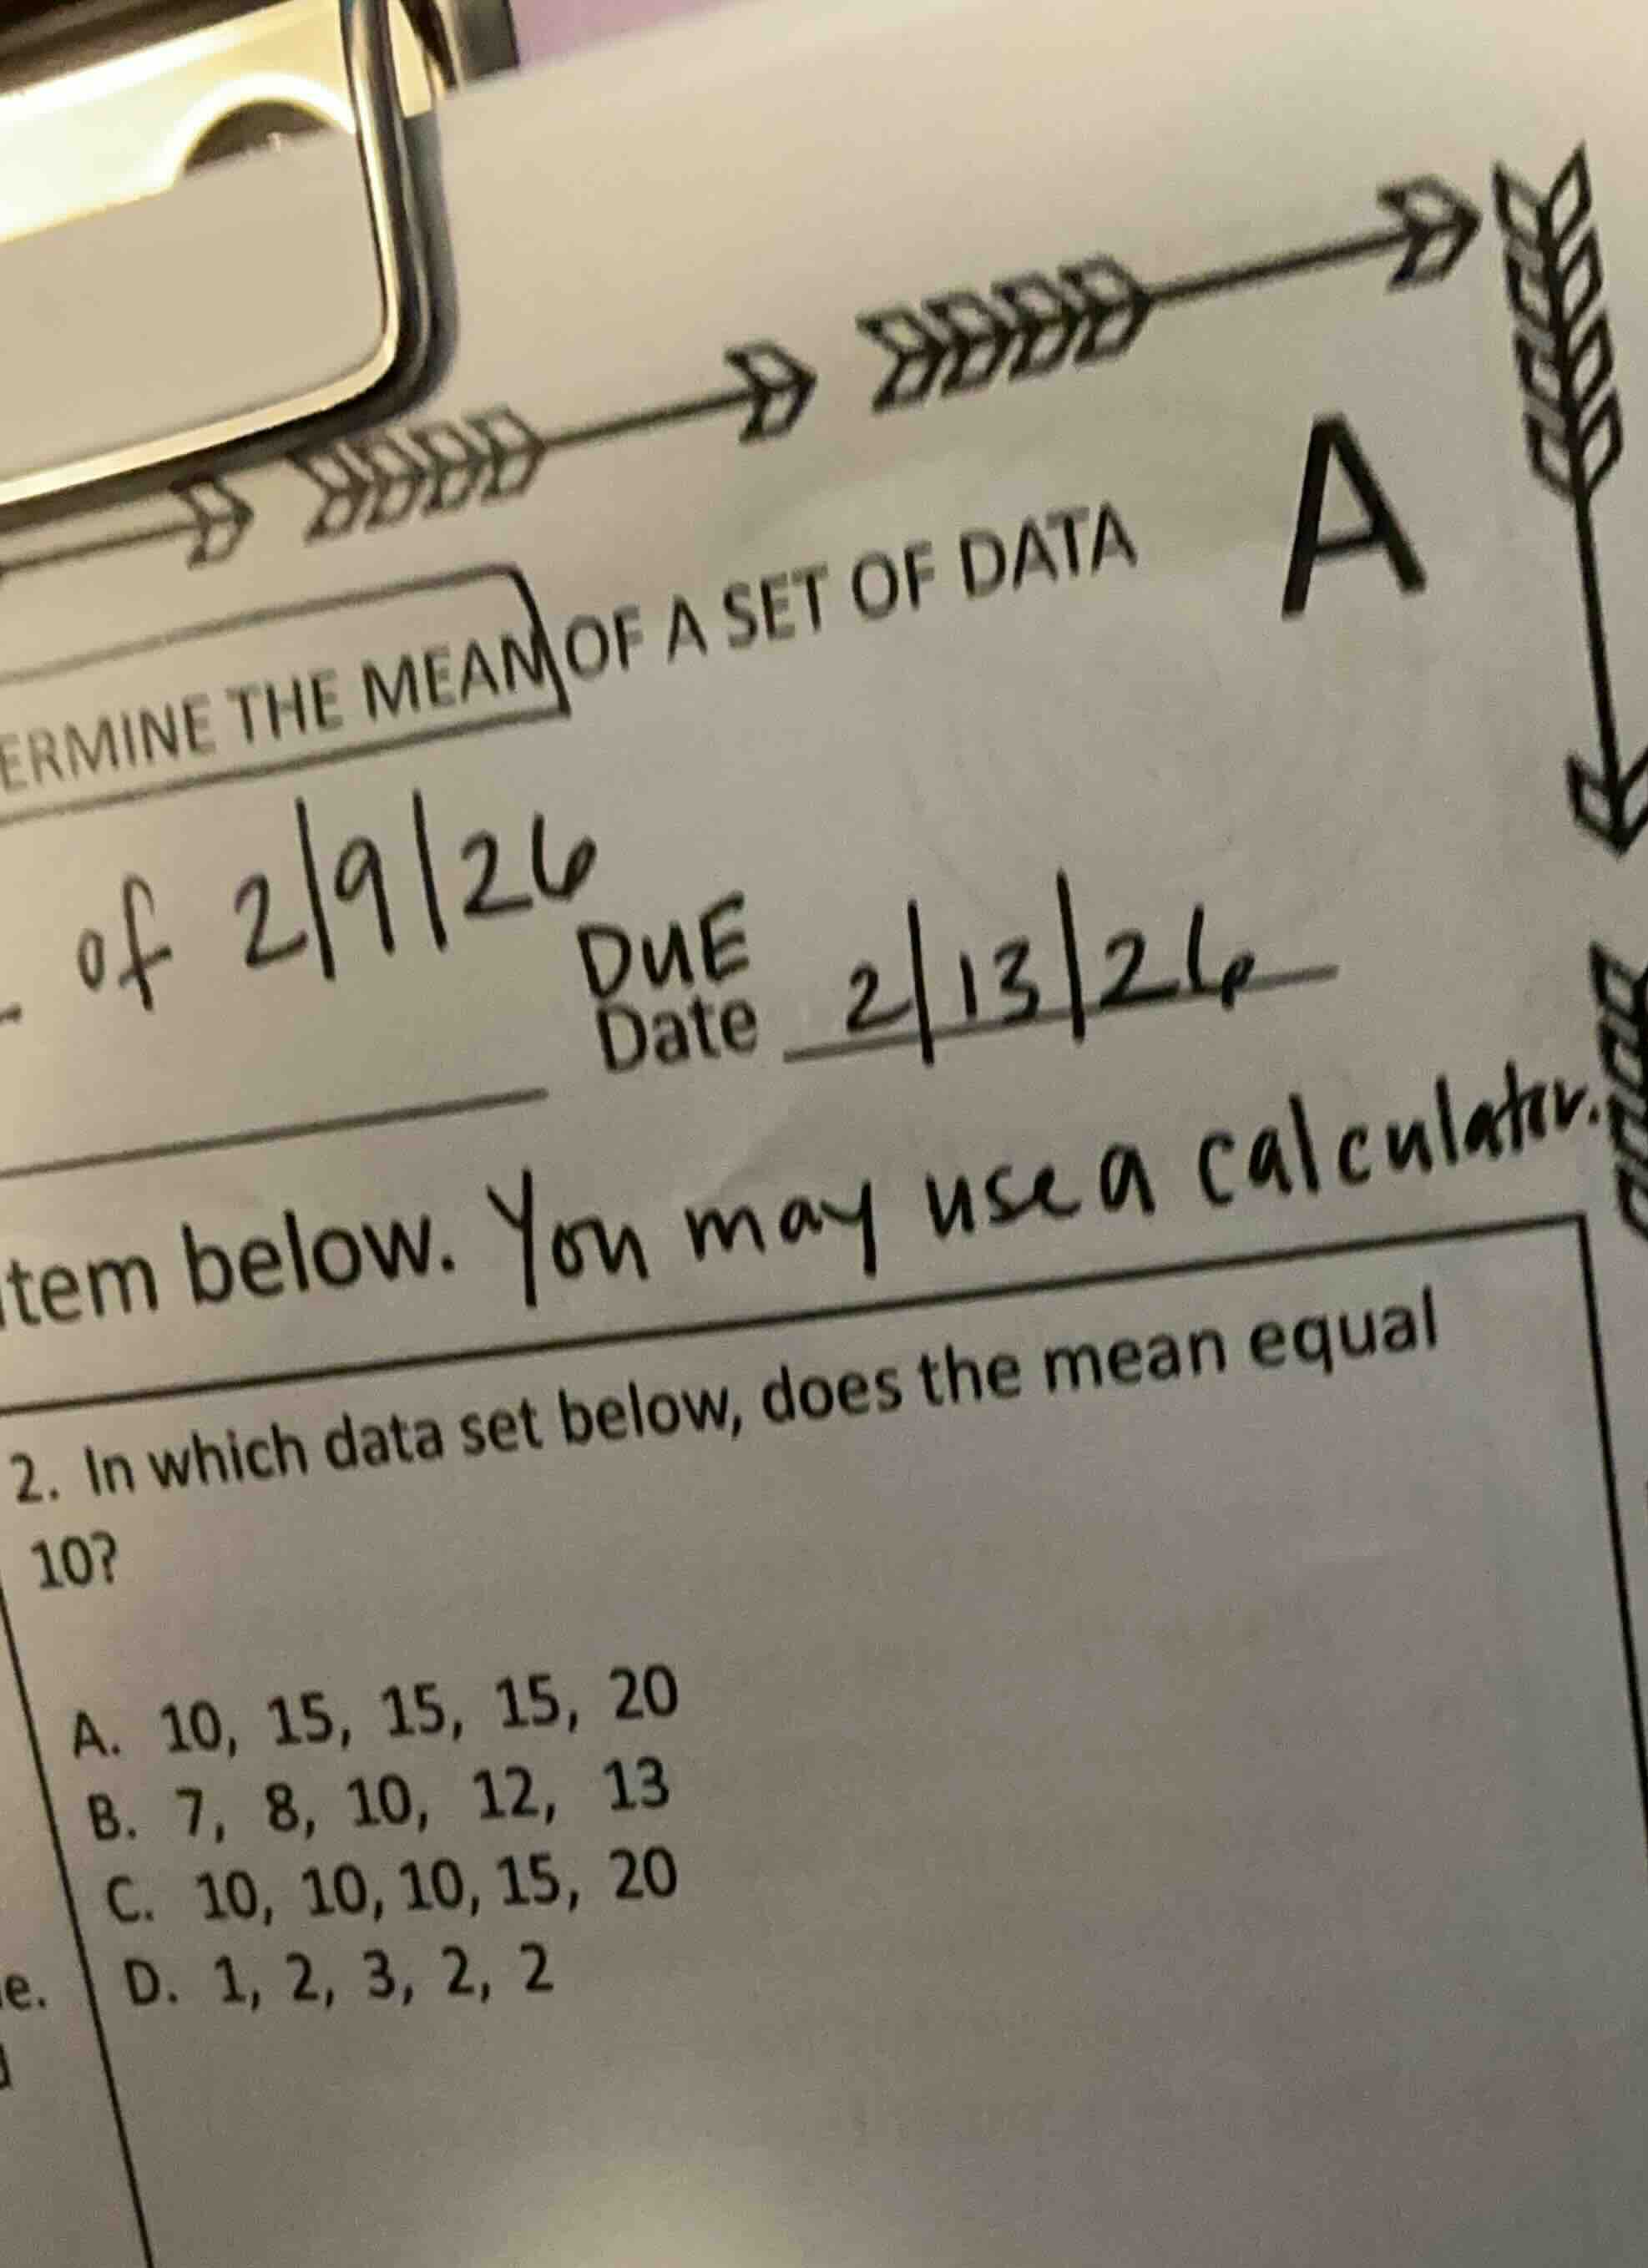 ERMINE THE MEAN OF A SET OF DATA
A
of 2/9/26
DUE
Date 2/13/26
tem below. You may use a calculator.
2. In which data set below, does the mean equal
10?
A. 10, 15, 15, 15, 20
B. 7, 8, 10, 12, 13
C. 10, 10, 10, 15, 20
D. 1, 2, 3, 2, 2
e.